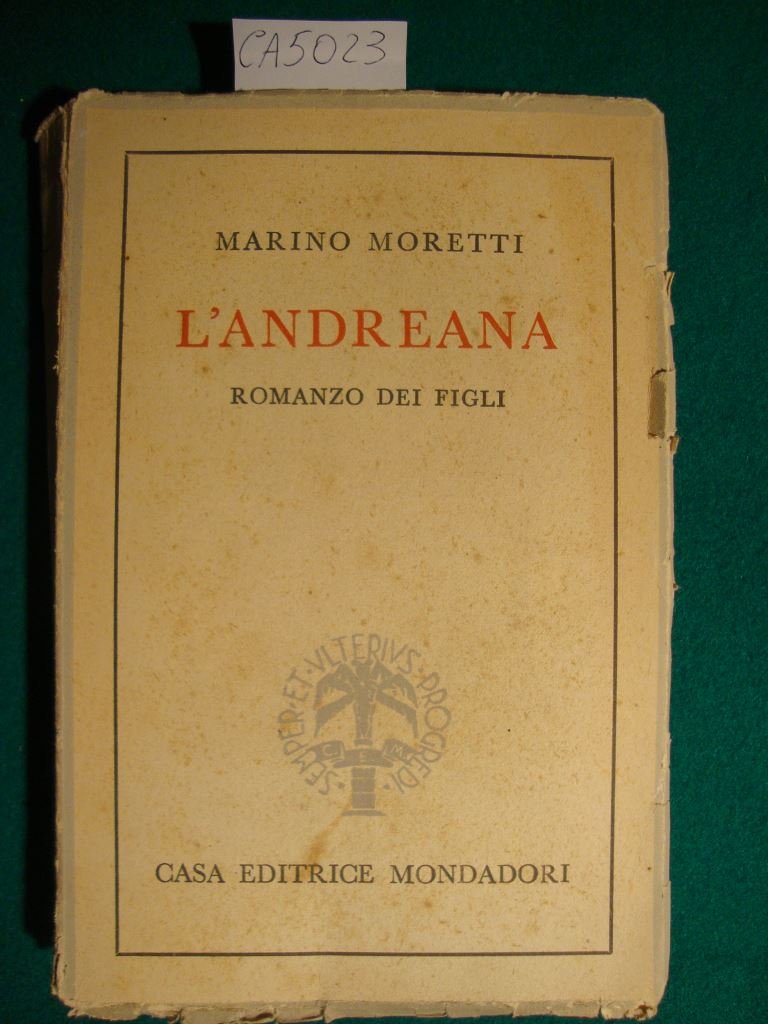 CA5023
MARINO MORETTI
L'ANDREANA
ROMANZO DEI FIGLI
SEMPER·ET·VLTERIVS·PROGREDI·
C E M
CASA EDITRICE MONDADORI